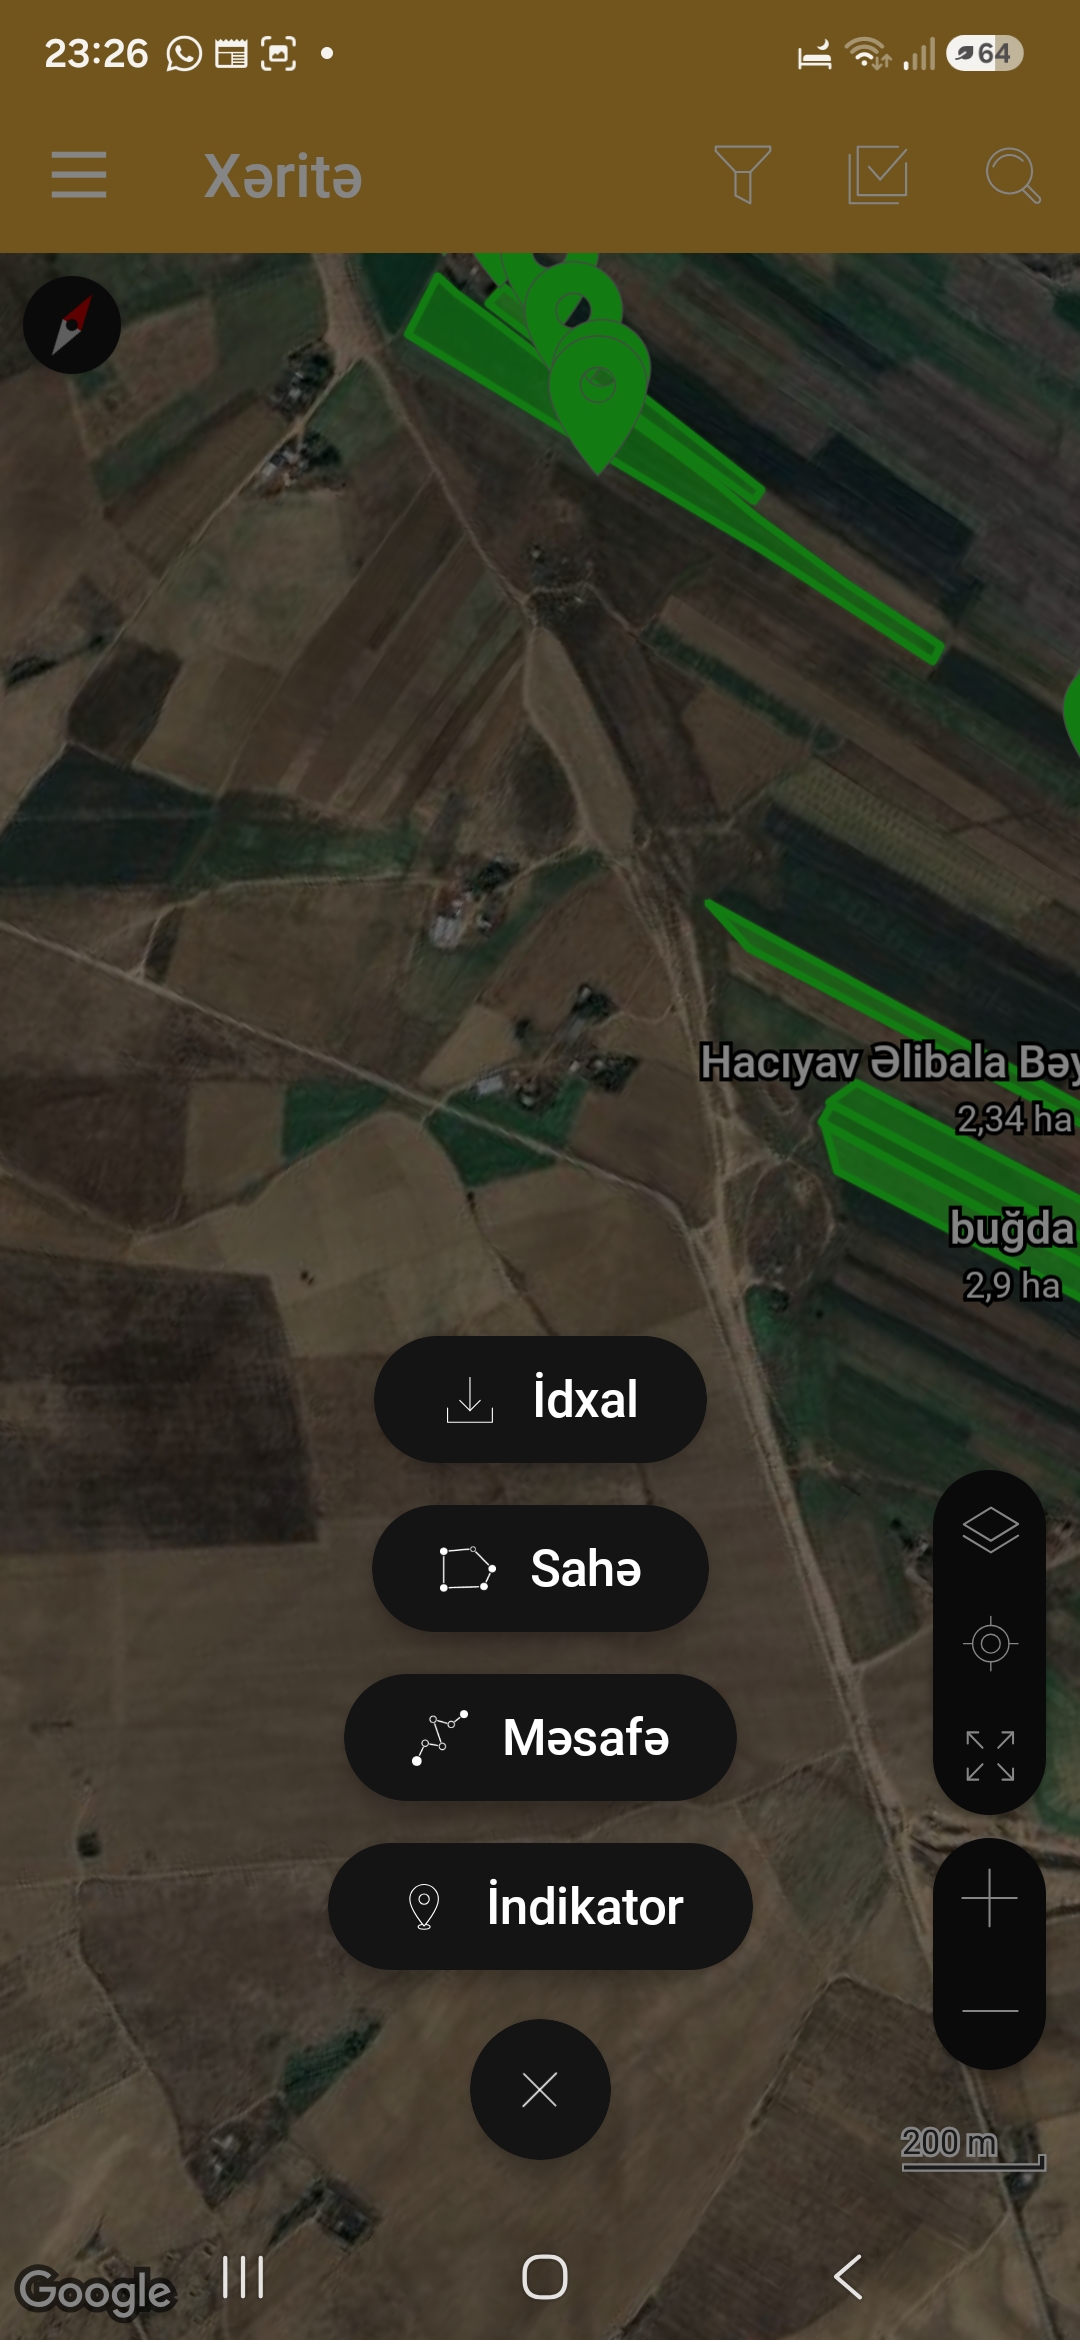 23:26
64
Xəritə
Hacıyav Əlibala Bəy
2,34 ha
buğda
2,9 ha
İdxal
Sahə
Məsafə
İndikator
200 m
Google